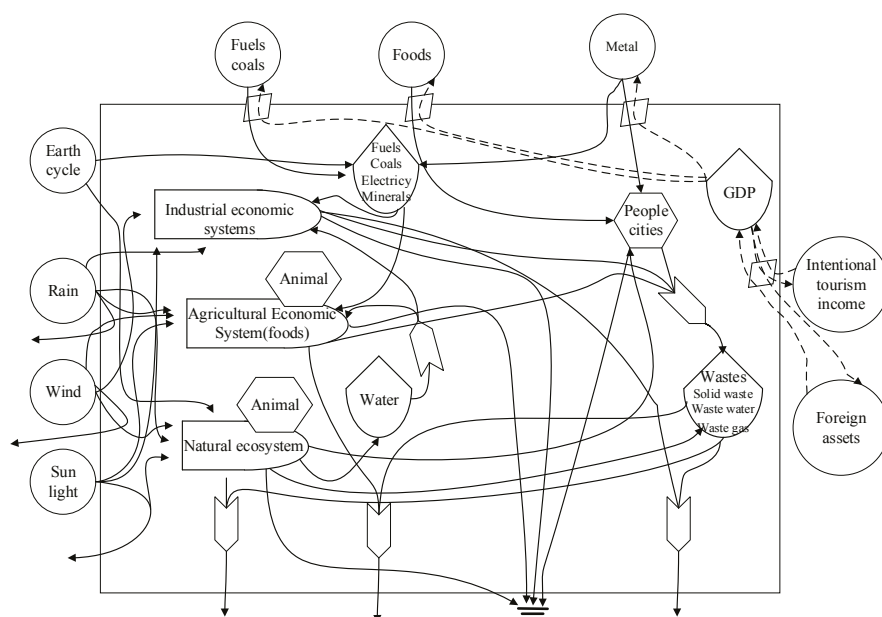 Fuels
coals
Foods
Metal
Earth
cycle
Fuels
Coals
Electricy
Minerals
GDP
Industrial economic
systems
People
cities
Intentional
tourism
income
Animal
Rain
Agricultural Economic
System(foods)
Wind
Animal
Water
Wastes
Solid waste
Waste water
Waste gas
Foreign
assets
Natural ecosystem
Sun
light